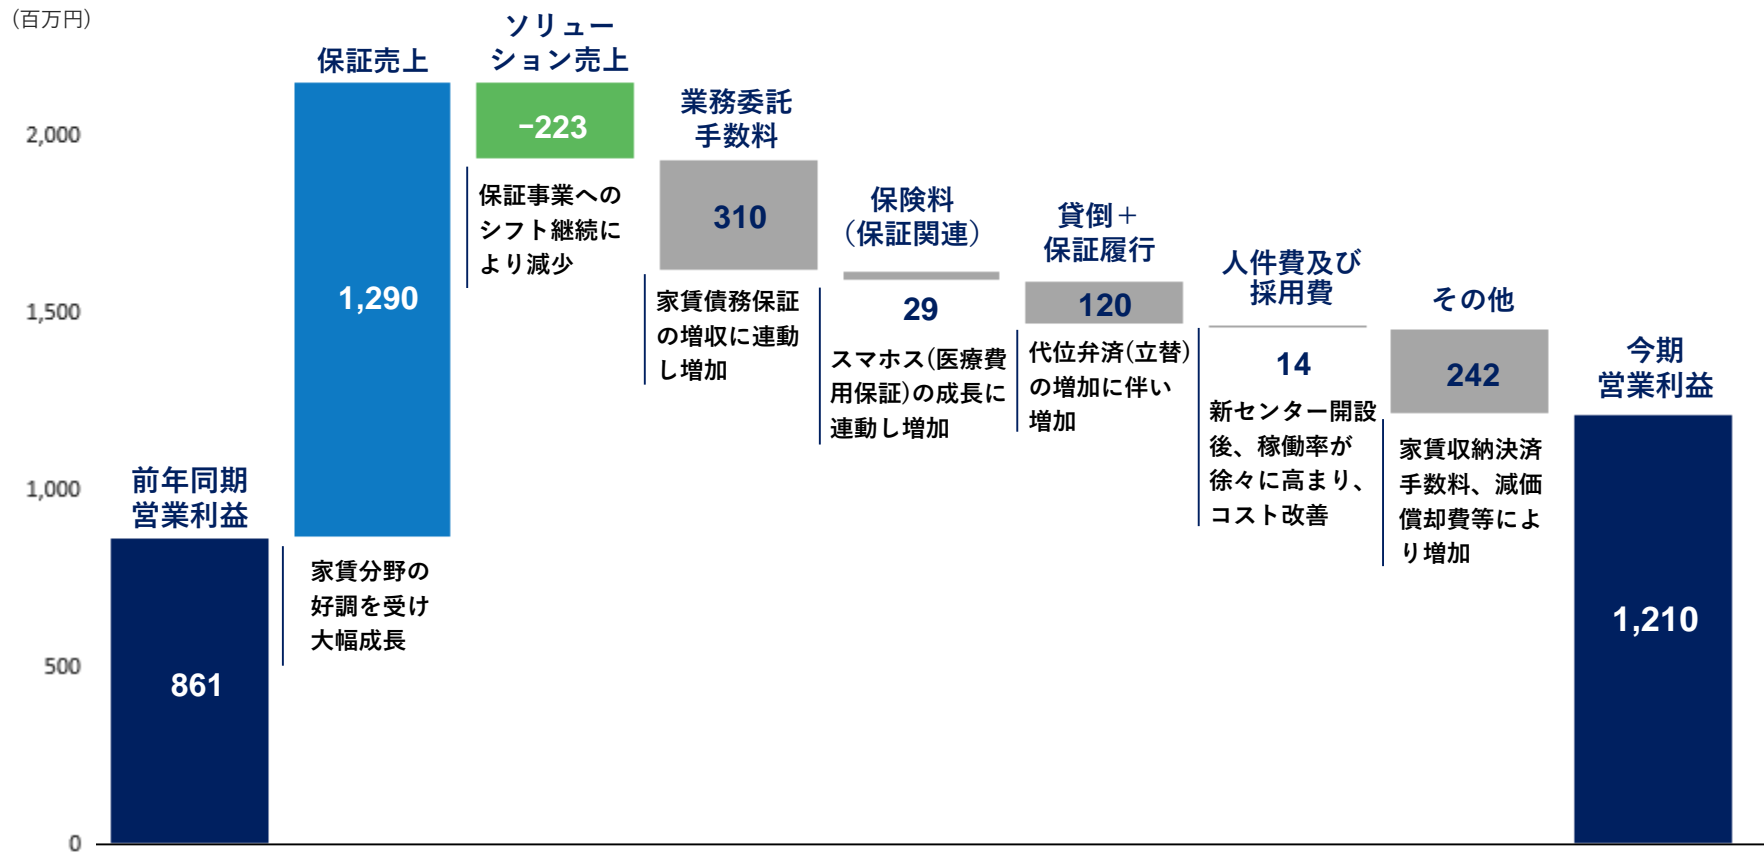 (百万円)
2,000
1,500
1,000
500
0
前年同期
営業利益
861
保証売上
1,290
家賃分野の
好調を受け
大幅成長
ソリュー
ション売上
-223
保証事業への
シフト継続に
より減少
業務委託
手数料
310
家賃債務保証
の増収に連動
し増加
保険料
(保証関連)
29
スマホス(医療費
用保証)の成長に
連動し増加
貸倒＋
保証履行
120
代位弁済(立替)
の増加に伴い
増加
人件費及び
採用費
14
新センター開設
後、稼働率が
徐々に高まり、
コスト改善
その他
242
家賃収納決済
手数料、減価
償却費等によ
り増加
今期
営業利益
1,210